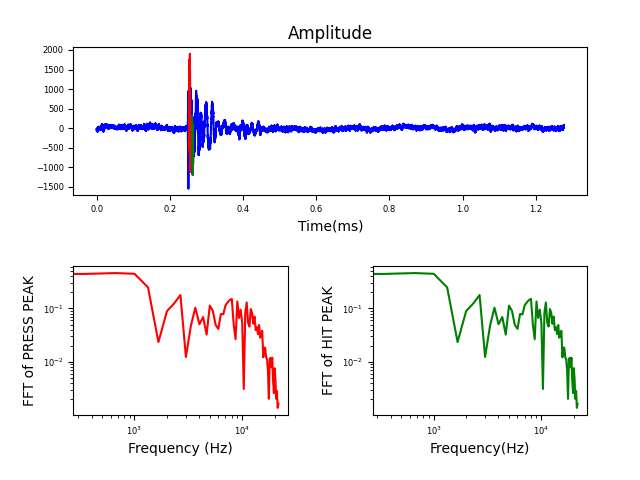 Amplitude
2000
1500
1000
500
0
−500
−1000
−1500
0.0 0.2 0.4 0.6 0.8 1.0 1.2
Time(ms)
FFT of PRESS PEAK
10⁻¹
10⁻²
10³ 10⁴
Frequency (Hz)
FFT of HIT PEAK
10⁻¹
10⁻²
10³ 10⁴
Frequency(Hz)